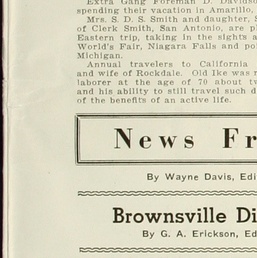 Extra Gang Foreman D. Davidso
spending their vacation in Amarillo,
Mrs. S. D. S. Smith and daughter, S
of Clerk Smith, San Antonio, are pl
Eastern trip, taking in the sights a
World's Fair, Niagara Falls and po
Michigan.
Annual travelers to California
and wife of Rockdale. Old Ike was r
laborer at the age of 70 about tw
and his ability to still travel such d
of the benefits of an active life.
News Fr
By Wayne Davis, Edi
Brownsville Di
By G. A. Erickson, Ed